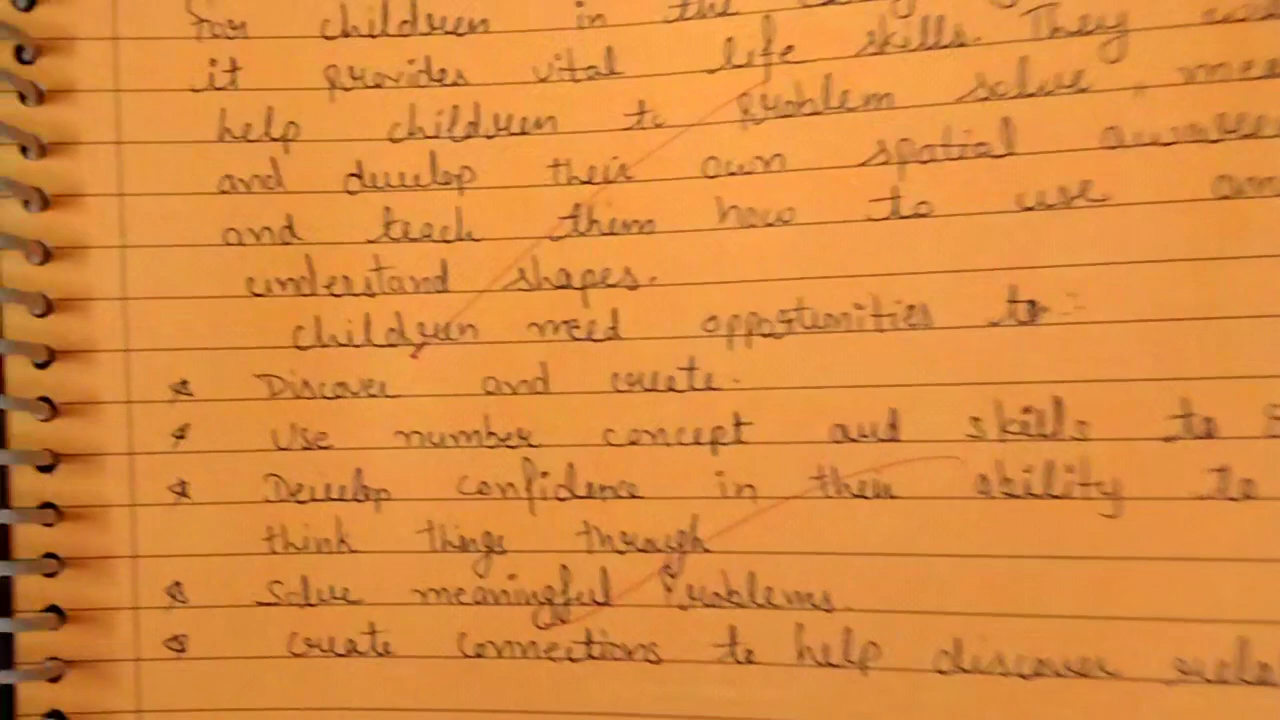 for children in the
it provides vital life skills. They
help children to problem solve, mea
and develop their own spatial aware
and teach them how to use an
understand shapes.
children need opportunities to :
* Discover and create.
* Use number concept and skills to
* Develop confidence in their ability to
think things through
* Solve meaningful Problems.
* create connections to help discover